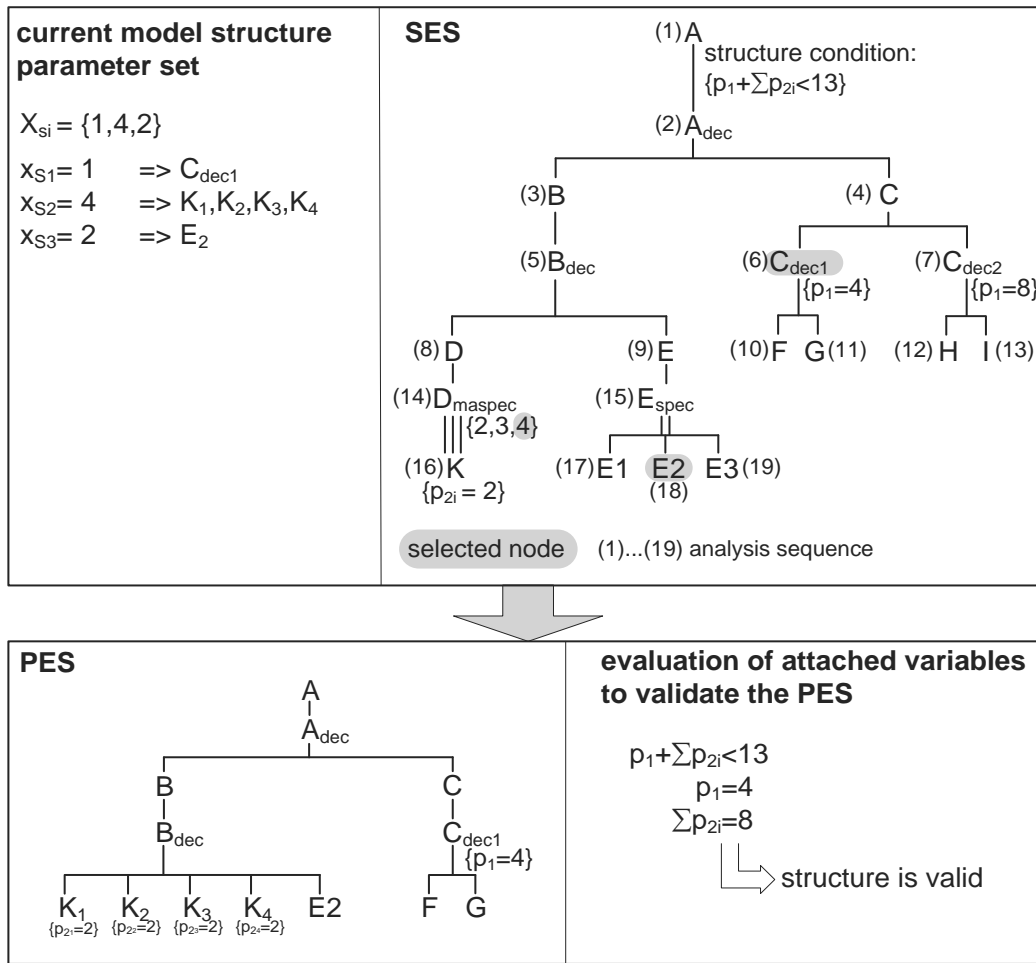 current model structure
parameter set
X_si = {1,4,2}
x_S1= 1 => C_dec1
x_S2= 4 => K_1,K_2,K_3,K_4
x_S3= 2 => E_2
SES
(1) A
structure condition:
{p_1+∑p_2i<13}
(2) A_dec
(3) B (4) C
(5) B_dec (6) C_dec1 (7) C_dec2
{p_1=4} {p_1=8}
(8) D (9) E (10) F G (11) (12) H I (13)
(14) D_maspec (15) E_spec
{2,3,4}
(16) K (17) E1 E2 E3 (19)
{p_2i = 2} (18)
selected node (1)...(19) analysis sequence
PES
A
A_dec
B C
B_dec C_dec1
{p_1=4}
K_1 K_2 K_3 K_4 E2 F G
{p_21=2} {p_22=2} {p_23=2} {p_24=2}
evaluation of attached variables
to validate the PES
p_1+∑p_2i<13
p_1=4
∑p_2i=8
structure is valid